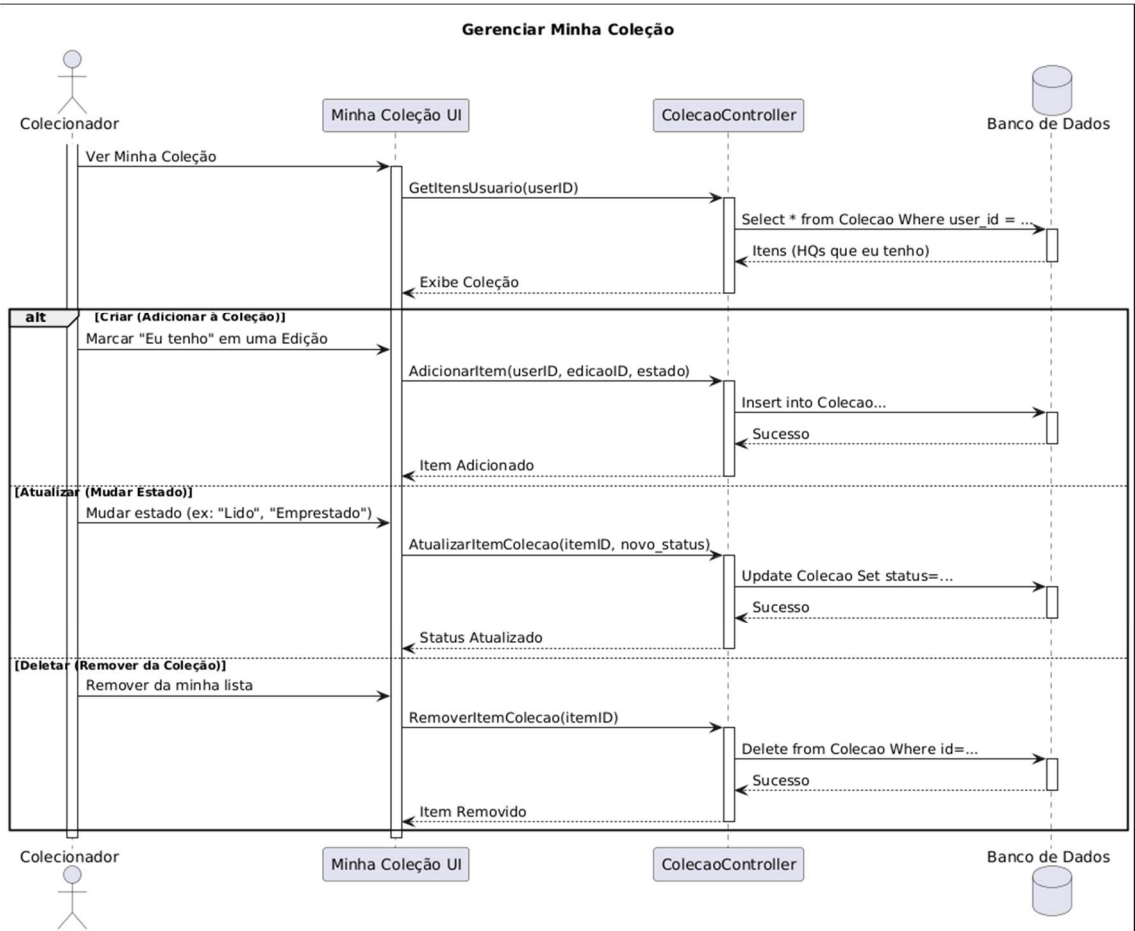 Gerenciar Minha Coleção
Colecionador
Minha Coleção UI
ColecaoController
Banco de Dados
Ver Minha Coleção
GetItensUsuario(userID)
Select * from Colecao Where user_id = ...
Itens (HQs que eu tenho)
Exibe Coleção
alt
[Criar (Adicionar à Coleção)]
Marcar "Eu tenho" em uma Edição
AdicionarItem(userID, edicaoID, estado)
Insert into Colecao...
Sucesso
Item Adicionado
[Atualizar (Mudar Estado)]
Mudar estado (ex: "Lido", "Emprestado")
AtualizarItemColecao(itemID, novo_status)
Update Colecao Set status=...
Sucesso
Status Atualizado
[Deletar (Remover da Coleção)]
Remover da minha lista
RemoverItemColecao(itemID)
Delete from Colecao Where id=...
Sucesso
Item Removido
Colecionador
Minha Coleção UI
ColecaoController
Banco de Dados